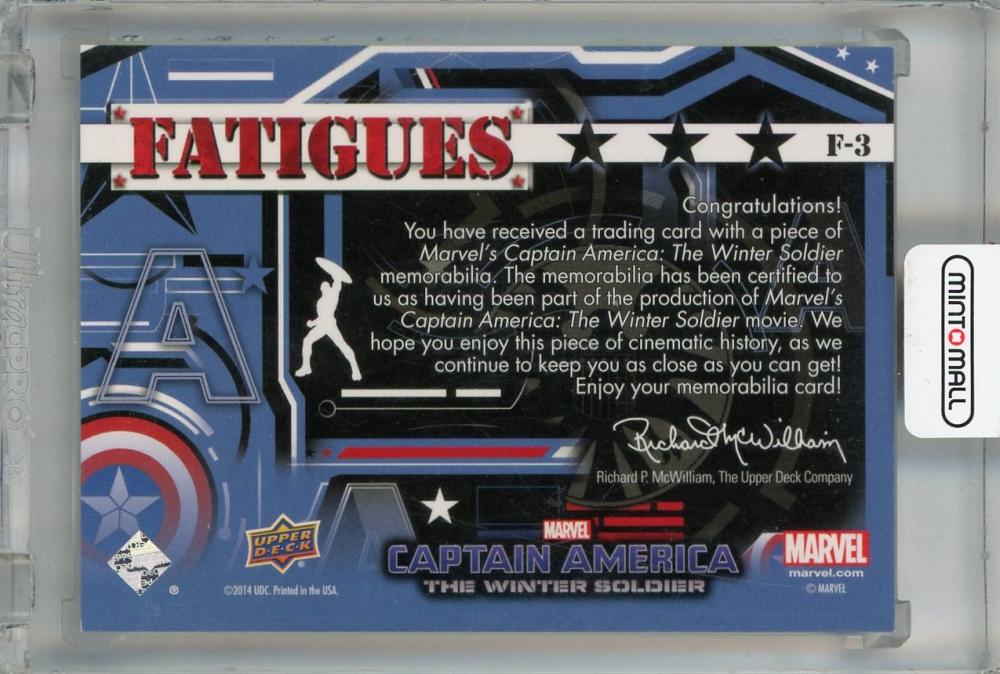 FATIGUES
F-3
Congratulations!
You have received a trading card with a piece of
Marvel's Captain America: The Winter Soldier
memorabilia. The memorabilia has been certified to
us as having been part of the production of Marvel's
Captain America: The Winter Soldier movie. We
hope you enjoy this piece of cinematic history, as we
continue to keep you as close as you can get!
Enjoy your memorabilia card!
Richard P. McWilliam
Richard P. McWilliam, The Upper Deck Company
A
UPPER
D·E·C·K
®
®
©2014 UDC. Printed in the USA.
MARVEL
CAPTAIN AMERICA
THE WINTER SOLDIER
MARVEL
marvel.com
© MARVEL
MINT MALL
UltraPRO